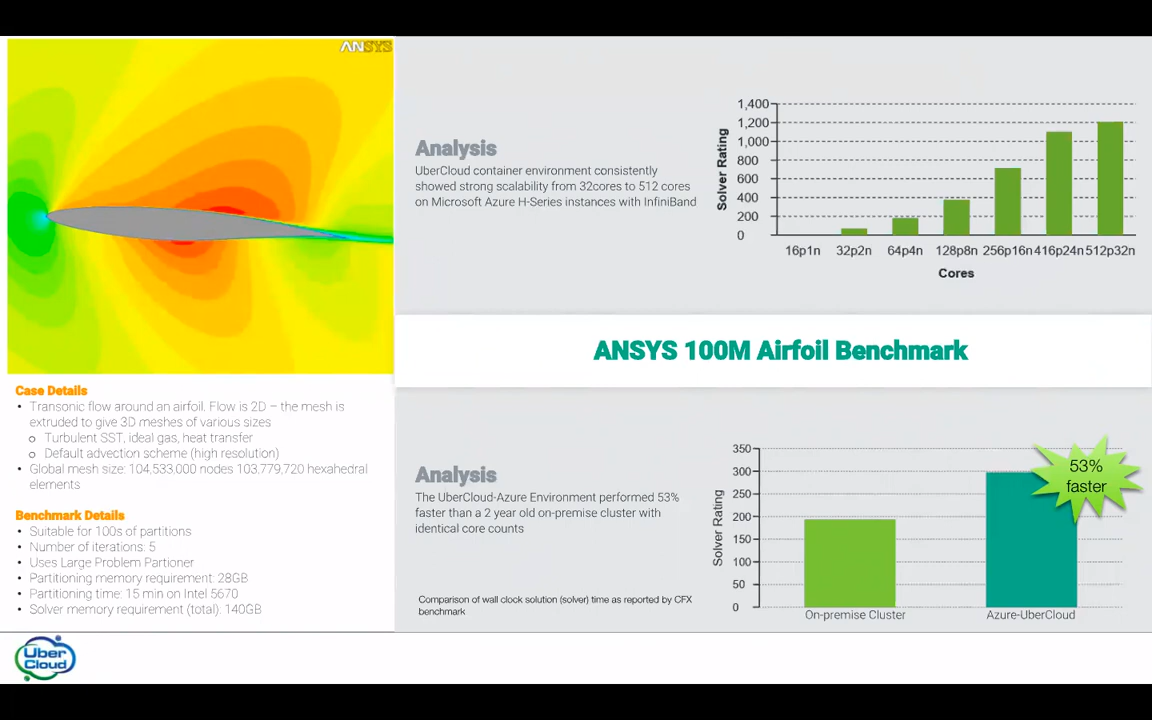 ANSYS
Case Details
• Transonic flow around an airfoil. Flow is 2D – the mesh is
extruded to give 3D meshes of various sizes
o Turbulent SST, ideal gas, heat transfer
o Default advection scheme (high resolution)
• Global mesh size: 104,533,000 nodes 103,779,720 hexahedral
elements
Benchmark Details
• Suitable for 100s of partitions
• Number of iterations: 5
• Uses Large Problem Partioner
• Partitioning memory requirement: 28GB
• Partitioning time: 15 min on Intel 5670
• Solver memory requirement (total): 140GB
Analysis
UberCloud container environment consistently
showed strong scalability from 32cores to 512 cores
on Microsoft Azure H-Series instances with InfiniBand
Solver Rating
1,400
1,200
1,000
800
600
400
200
0
16p1n 32p2n 64p4n 128p8n 256p16n 416p24n 512p32n
Cores
ANSYS 100M Airfoil Benchmark
Analysis
The UberCloud-Azure Environment performed 53%
faster than a 2 year old on-premise cluster with
identical core counts
Comparison of wall clock solution (solver) time as reported by CFX
benchmark
Solver Rating
350
300
250
200
150
100
50
0
On-premise Cluster Azure-UberCloud
53%
faster
Uber
Cloud